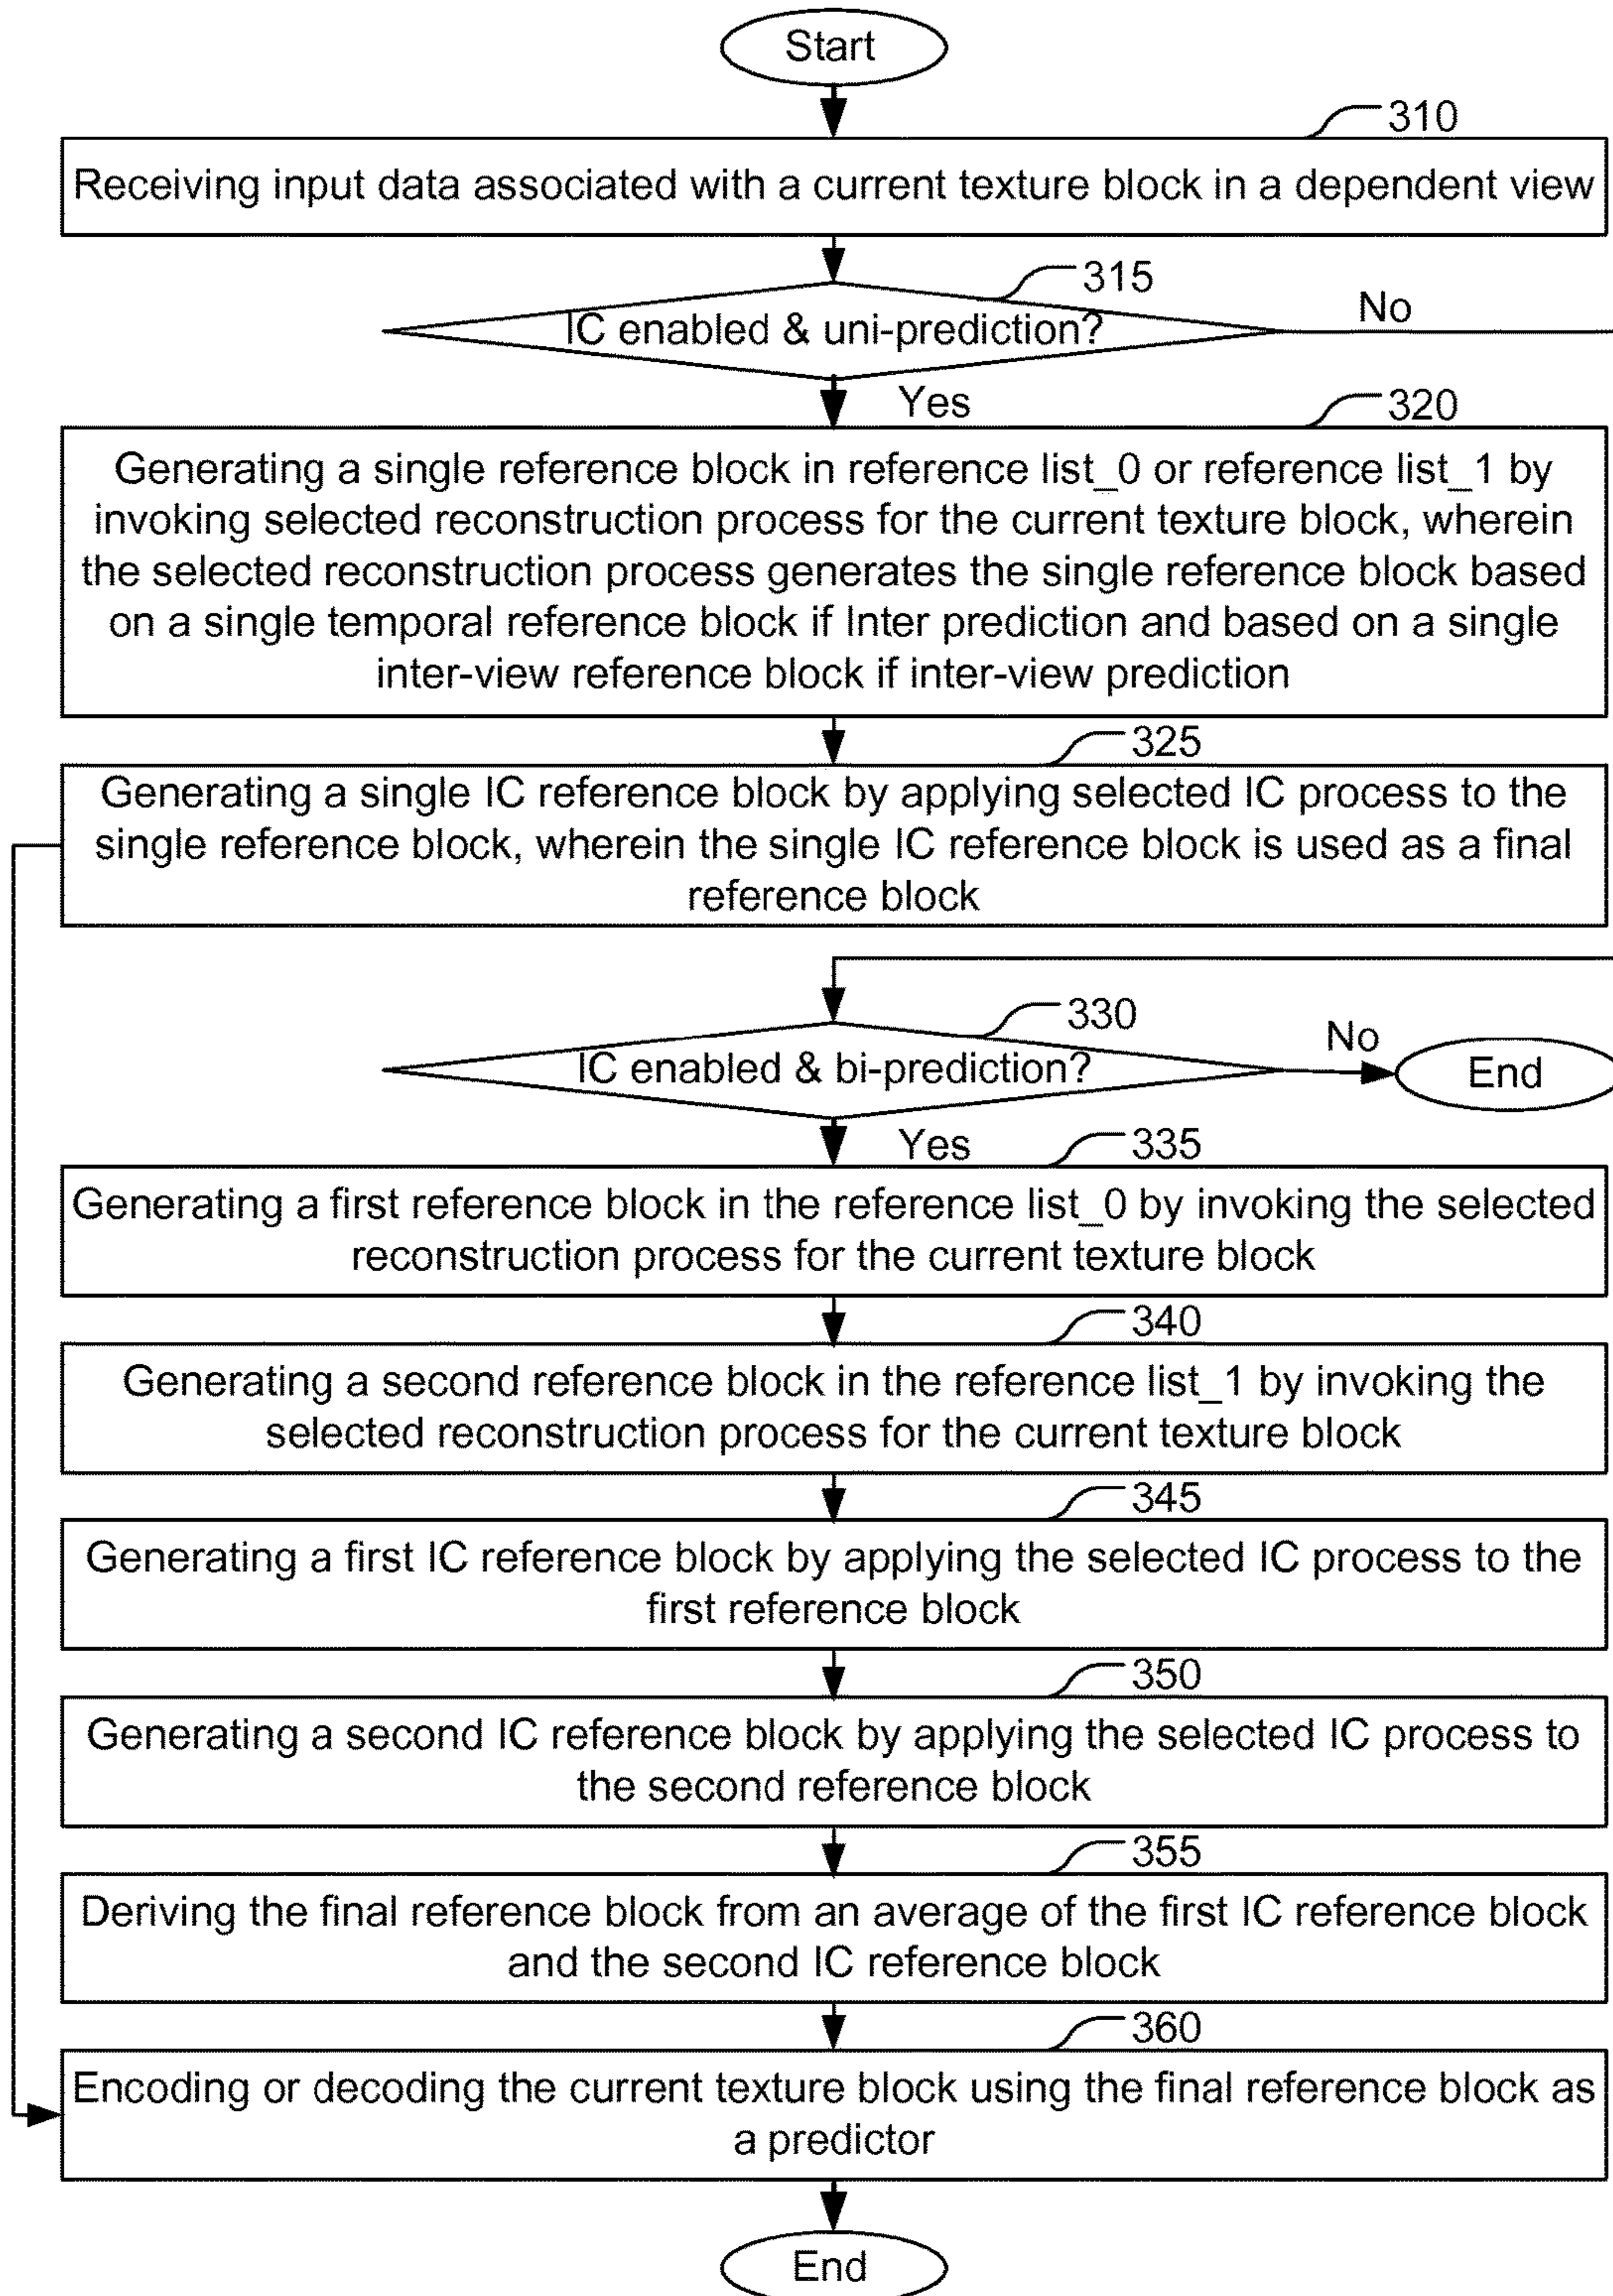 Start
310
Receiving input data associated with a current texture block in a dependent view
315
IC enabled & uni-prediction?
No
Yes
320
Generating a single reference block in reference list_0 or reference list_1 by
invoking selected reconstruction process for the current texture block, wherein
the selected reconstruction process generates the single reference block based
on a single temporal reference block if Inter prediction and based on a single
inter-view reference block if inter-view prediction
325
Generating a single IC reference block by applying selected IC process to the
single reference block, wherein the single IC reference block is used as a final
reference block
330
IC enabled & bi-prediction?
No
End
Yes
335
Generating a first reference block in the reference list_0 by invoking the selected
reconstruction process for the current texture block
340
Generating a second reference block in the reference list_1 by invoking the
selected reconstruction process for the current texture block
345
Generating a first IC reference block by applying the selected IC process to the
first reference block
350
Generating a second IC reference block by applying the selected IC process to
the second reference block
355
Deriving the final reference block from an average of the first IC reference block
and the second IC reference block
360
Encoding or decoding the current texture block using the final reference block as
a predictor
End